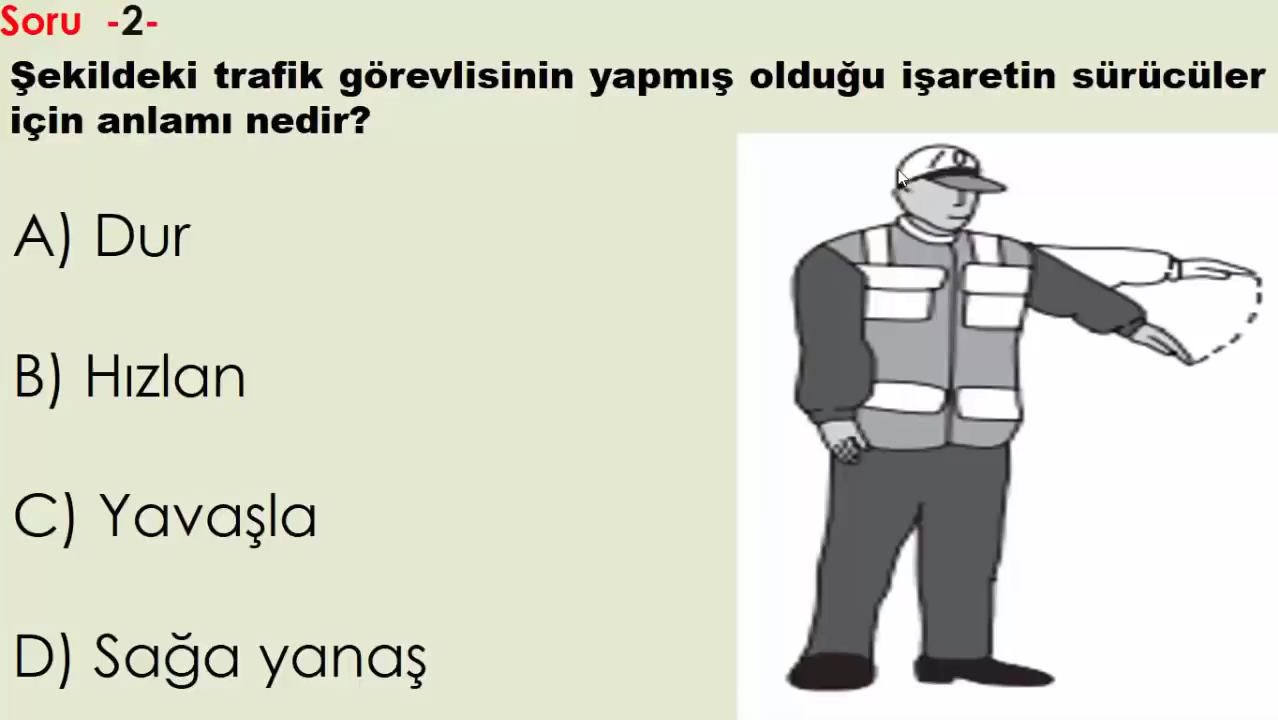 Soru -2-
Şekildeki trafik görevlisinin yapmış olduğu işaretin sürücüler
için anlamı nedir?
A) Dur
B) Hızlan
C) Yavaşla
D) Sağa yanaş